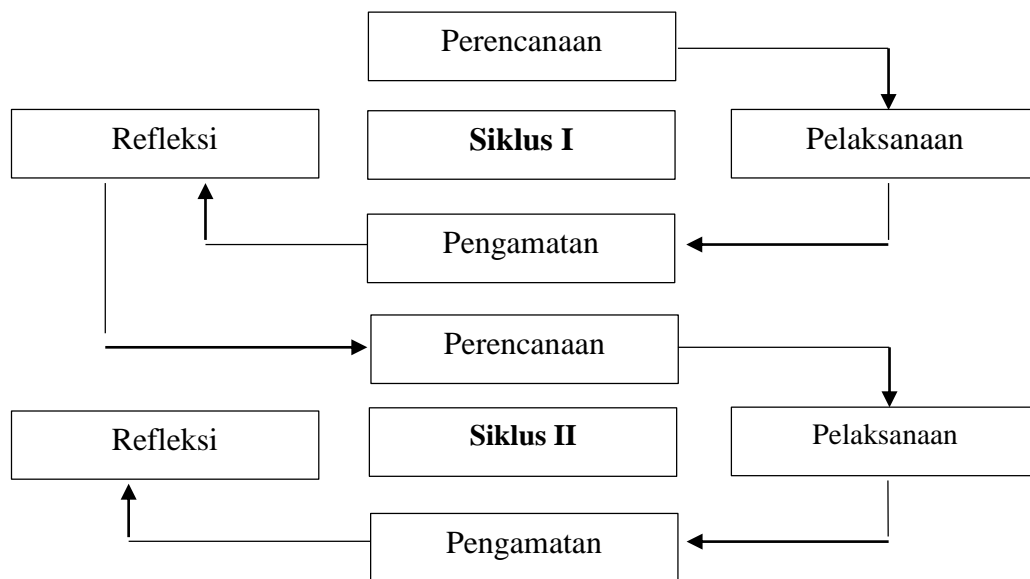 Perencanaan
Refleksi
Siklus I
Pelaksanaan
Pengamatan
Perencanaan
Refleksi
Siklus II
Pelaksanaan
Pengamatan